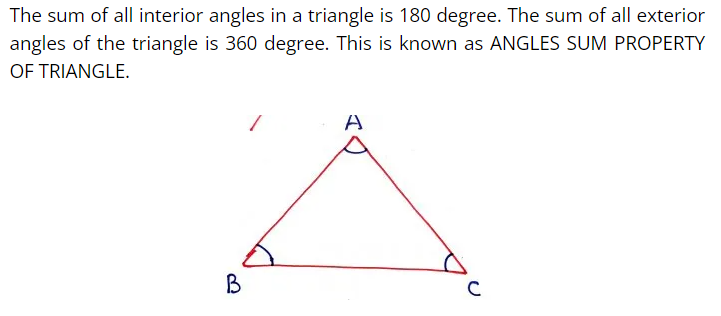 The sum of all interior angles in a triangle is 180 degree. The sum of all exterior
angles of the triangle is 360 degree. This is known as ANGLES SUM PROPERTY
OF TRIANGLE.
A
B
C